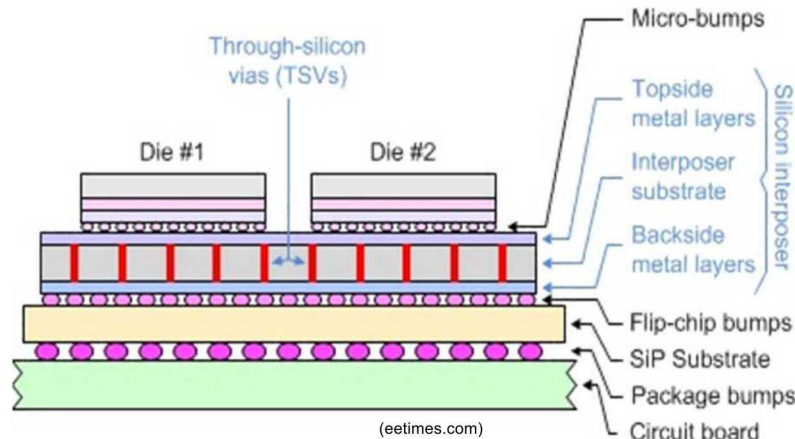 Micro-bumps
Through-silicon
vias (TSVs)
Topside
metal layers
Die #1
Die #2
Interposer
substrate
Silicon interposer
Backside
metal layers
Flip-chip bumps
SiP Substrate
Package bumps
(eetimes.com)
Circuit board